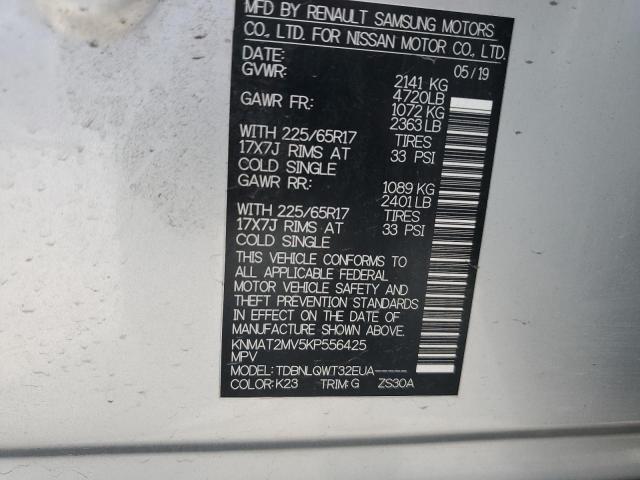 MFD BY RENAULT SAMSUNG MOTORS
CO., LTD. FOR NISSAN MOTOR CO., LTD.
DATE: 05/19
GVWR: 2141 KG
4720LB
GAWR FR: 1072 KG
2363 LB
WITH 225/65R17 TIRES
17X7J RIMS AT 33 PSI
COLD SINGLE
GAWR RR: 1089 KG
2401 LB
WITH 225/65R17 TIRES
17X7J RIMS AT 33 PSI
COLD SINGLE
THIS VEHICLE CONFORMS TO
ALL APPLICABLE FEDERAL
MOTOR VEHICLE SAFETY AND
THEFT PREVENTION STANDARDS
IN EFFECT ON THE DATE OF
MANUFACTURE SHOWN ABOVE.
KNMAT2MV5KP556425
MPV
MODEL: TDBNLQWT32EUA-----
COLOR: K23 TRIM: G ZS30A